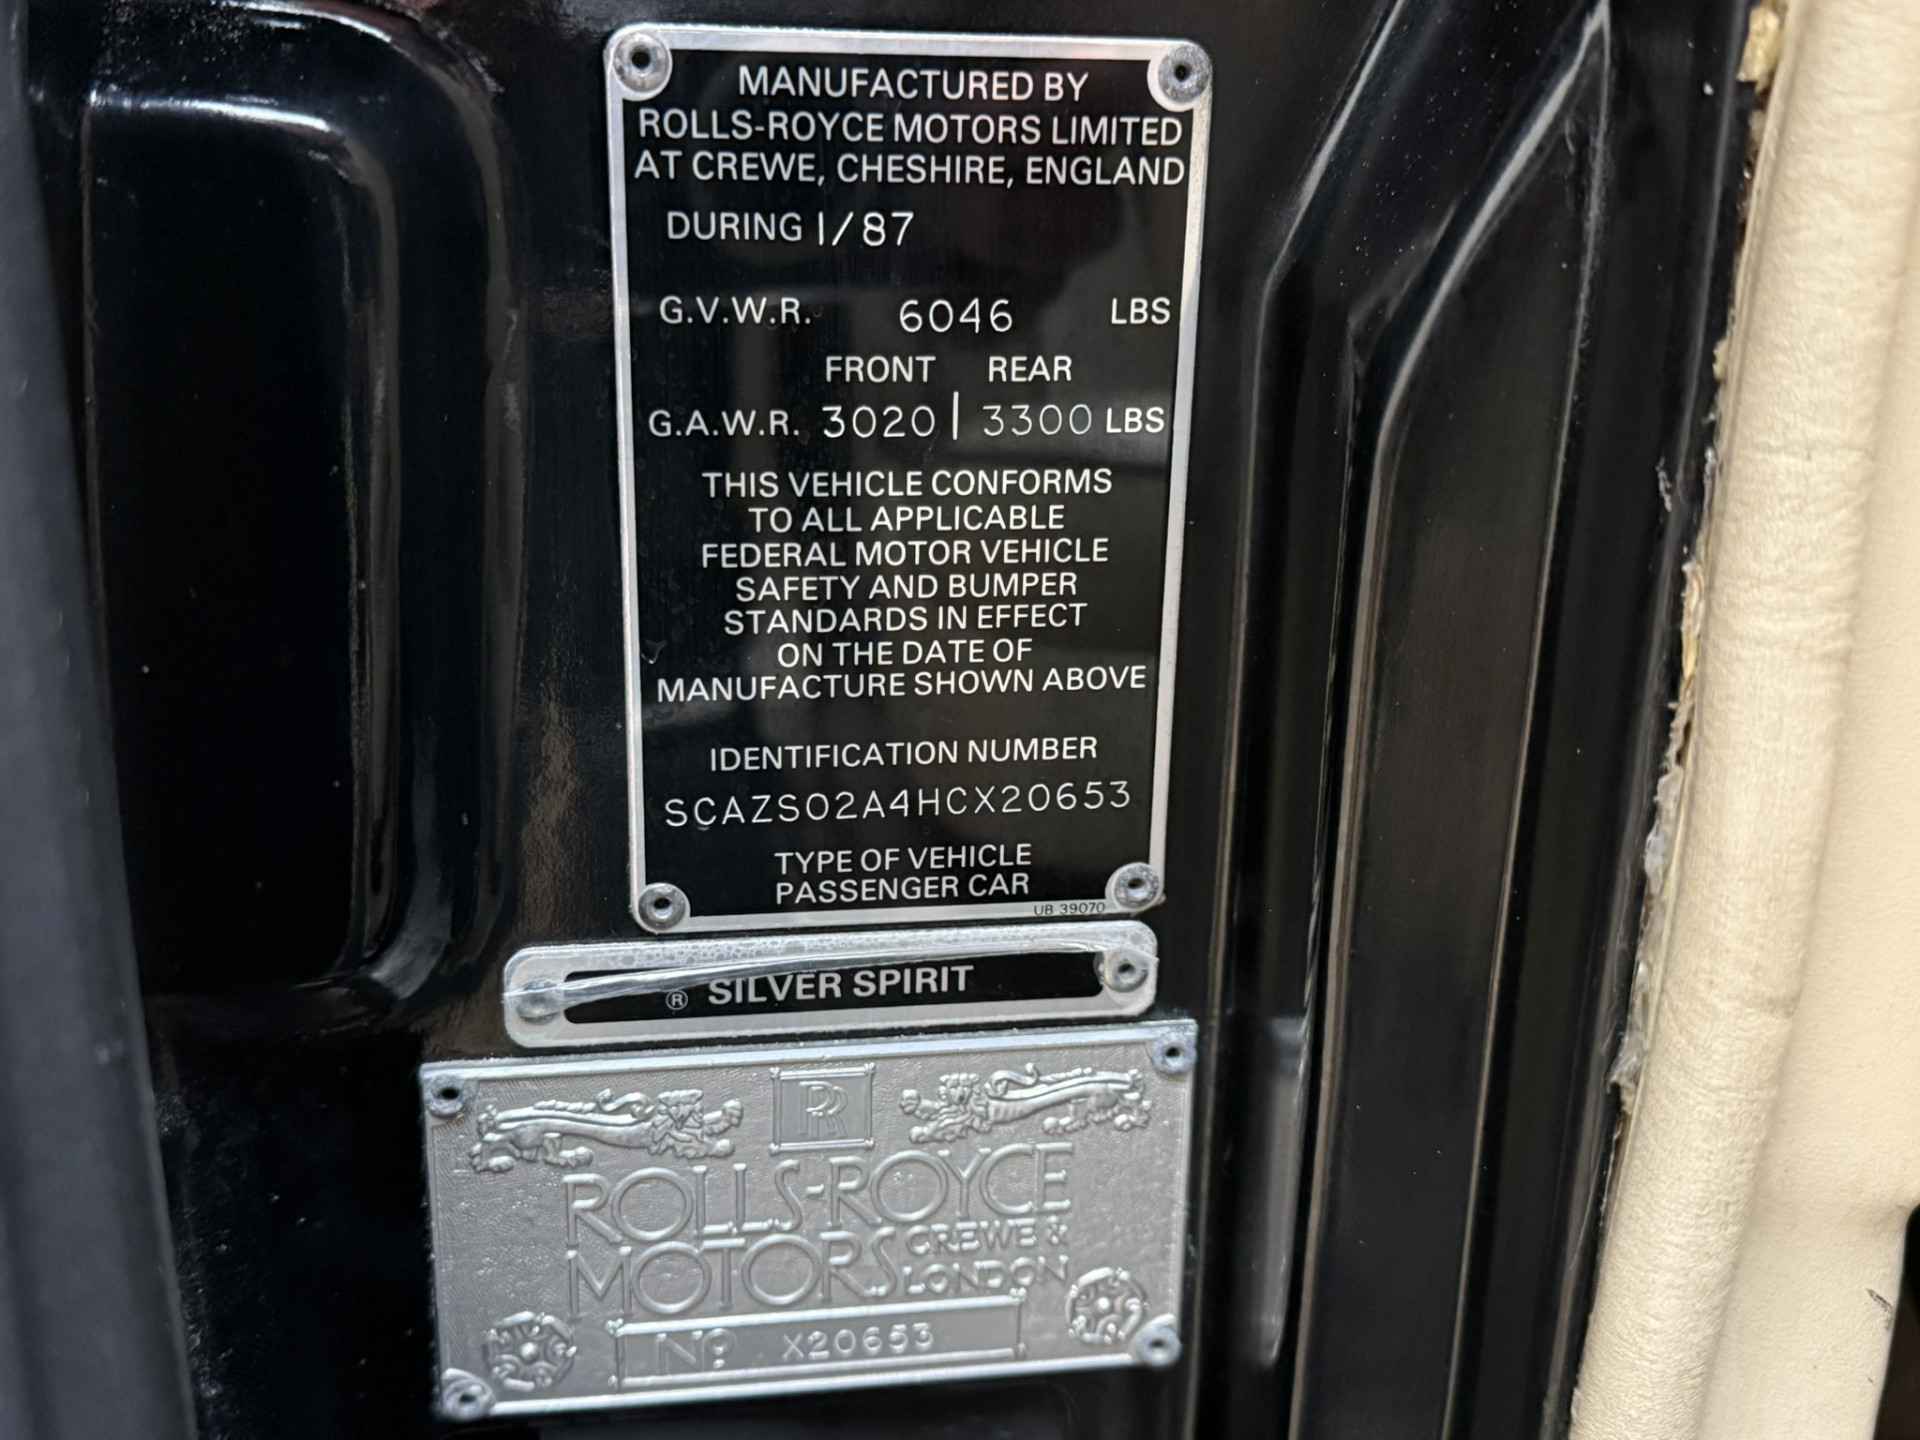 MANUFACTURED BY
ROLLS-ROYCE MOTORS LIMITED
AT CREWE, CHESHIRE, ENGLAND
DURING 1/87
G.V.W.R. 6046 LBS
FRONT REAR
G.A.W.R. 3020 | 3300 LBS
THIS VEHICLE CONFORMS
TO ALL APPLICABLE
FEDERAL MOTOR VEHICLE
SAFETY AND BUMPER
STANDARDS IN EFFECT
ON THE DATE OF
MANUFACTURE SHOWN ABOVE
IDENTIFICATION NUMBER
SCAZS02A4HCX20653
TYPE OF VEHICLE
PASSENGER CAR
UB 39070
® SILVER SPIRIT
RR
ROLLS-ROYCE
MOTORS CREWE &
LONDON
No. X20653